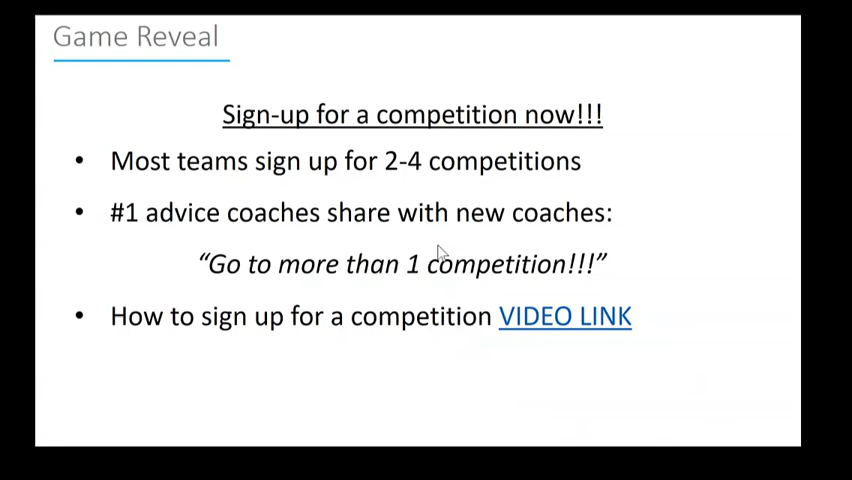 Game Reveal
Sign-up for a competition now!!!
• Most teams sign up for 2-4 competitions
• #1 advice coaches share with new coaches:
“Go to more than 1 competition!!!”
• How to sign up for a competition VIDEO LINK